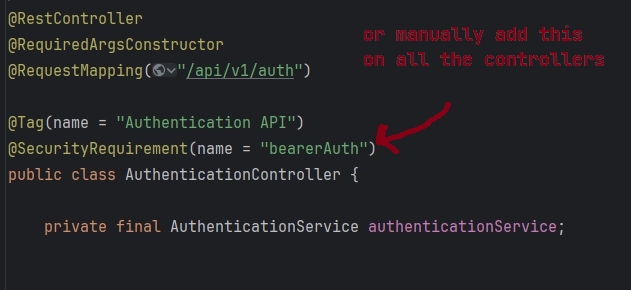 @RestController
or manually add this
on all the controllers
@RequiredArgsConstructor
@RequestMapping("/api/v1/auth")
@Tag(name = "Authentication API")
@SecurityRequirement(name = "bearerAuth")
public class AuthenticationController {
private final AuthenticationService authenticationService;